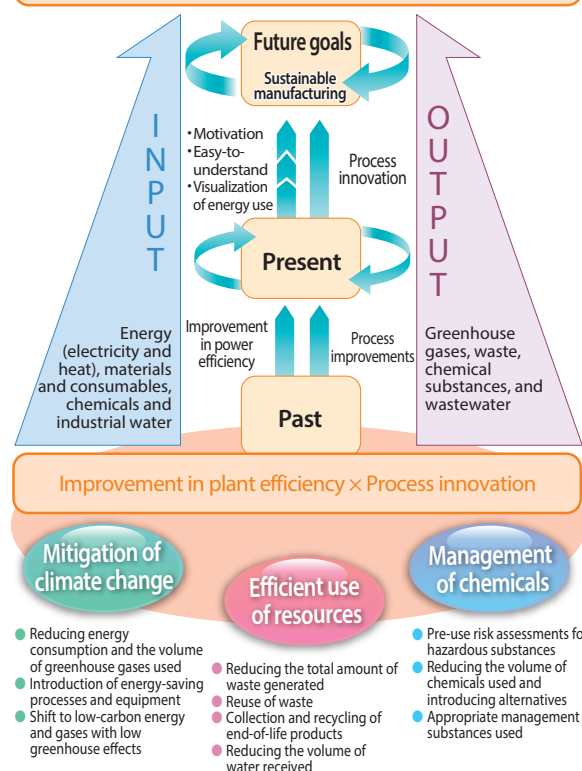 Future goals
Sustainable
manufacturing
INPUT
OUTPUT
• Motivation
• Easy-to-
understand
• Visualization
of energy use
Process
innovation
Present
Energy
(electricity and
heat), materials
and consumables,
chemicals and
industrial water
Improvement
in power
efficiency
Process
improvements
Greenhouse
gases, waste,
chemical
substances, and
wastewater
Past
Improvement in plant efficiency × Process innovation
Mitigation of
climate change
Efficient use
of resources
Management
of chemicals
● Reducing energy
consumption and the volume
of greenhouse gases used
● Introduction of energy-saving
processes and equipment
● Shift to low-carbon energy
and gases with low
greenhouse effects
● Reducing the total amount of
waste generated
● Reuse of waste
● Collection and recycling of
end-of-life products
● Reducing the volume of
water received
● Pre-use risk assessments fo
hazardous substances
● Reducing the volume of
chemicals used and
introducing alternatives
● Appropriate management
substances used